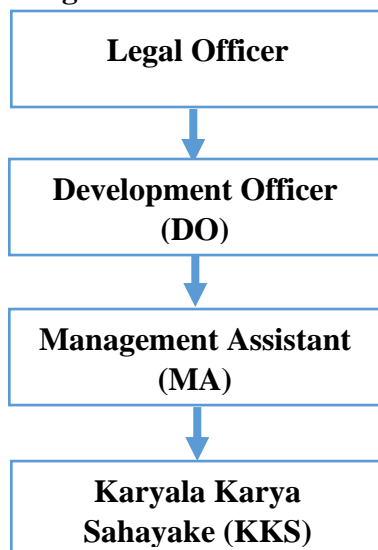 Legal Officer
Development Officer
(DO)
Management Assistant
(MA)
Karyala Karya
Sahayake (KKS)